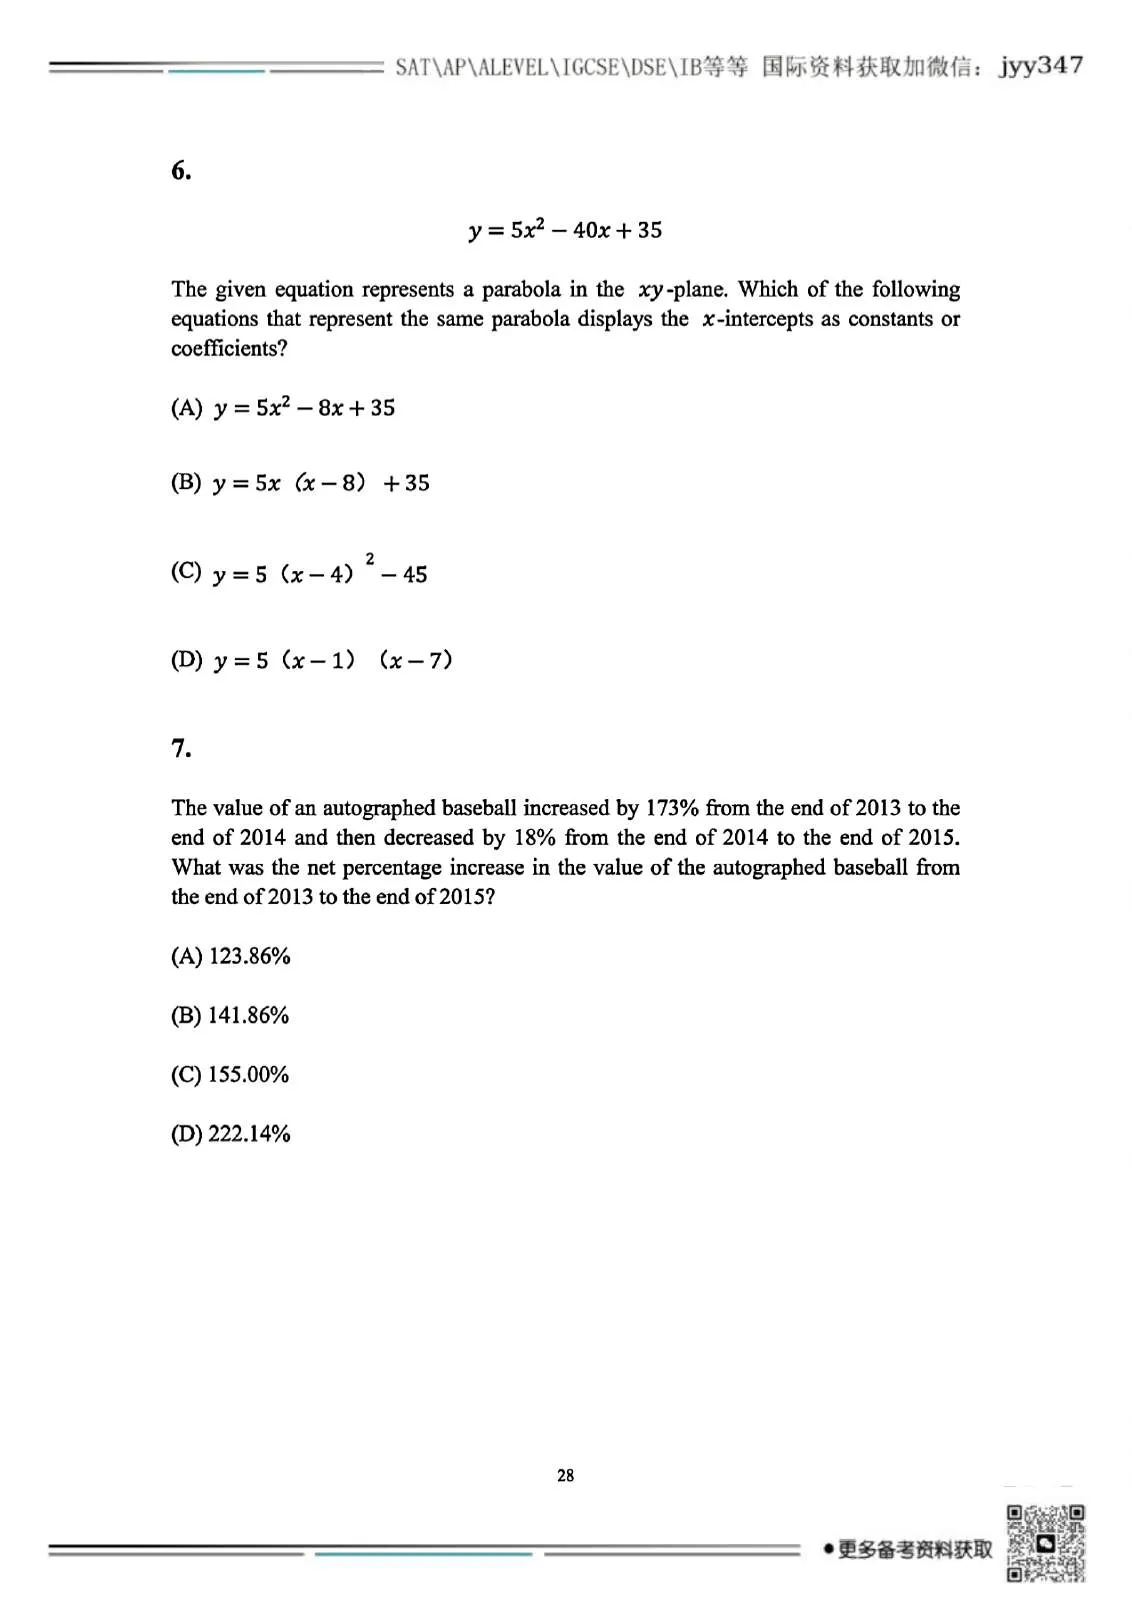 SAT\AP\ALEVEL\IGCSE\DSE\IB等等 国际资料获取加微信: jyy347
6.
y = 5x² − 40x + 35
The given equation represents a parabola in the xy-plane. Which of the following
equations that represent the same parabola displays the x-intercepts as constants or
coefficients?
(A) y = 5x² − 8x + 35
(B) y = 5x（x − 8）+ 35
(C) y = 5（x − 4）² − 45
(D) y = 5（x − 1）（x − 7）
7.
The value of an autographed baseball increased by 173% from the end of 2013 to the
end of 2014 and then decreased by 18% from the end of 2014 to the end of 2015.
What was the net percentage increase in the value of the autographed baseball from
the end of 2013 to the end of 2015?
(A) 123.86%
(B) 141.86%
(C) 155.00%
(D) 222.14%
28
●更多备考资料获取